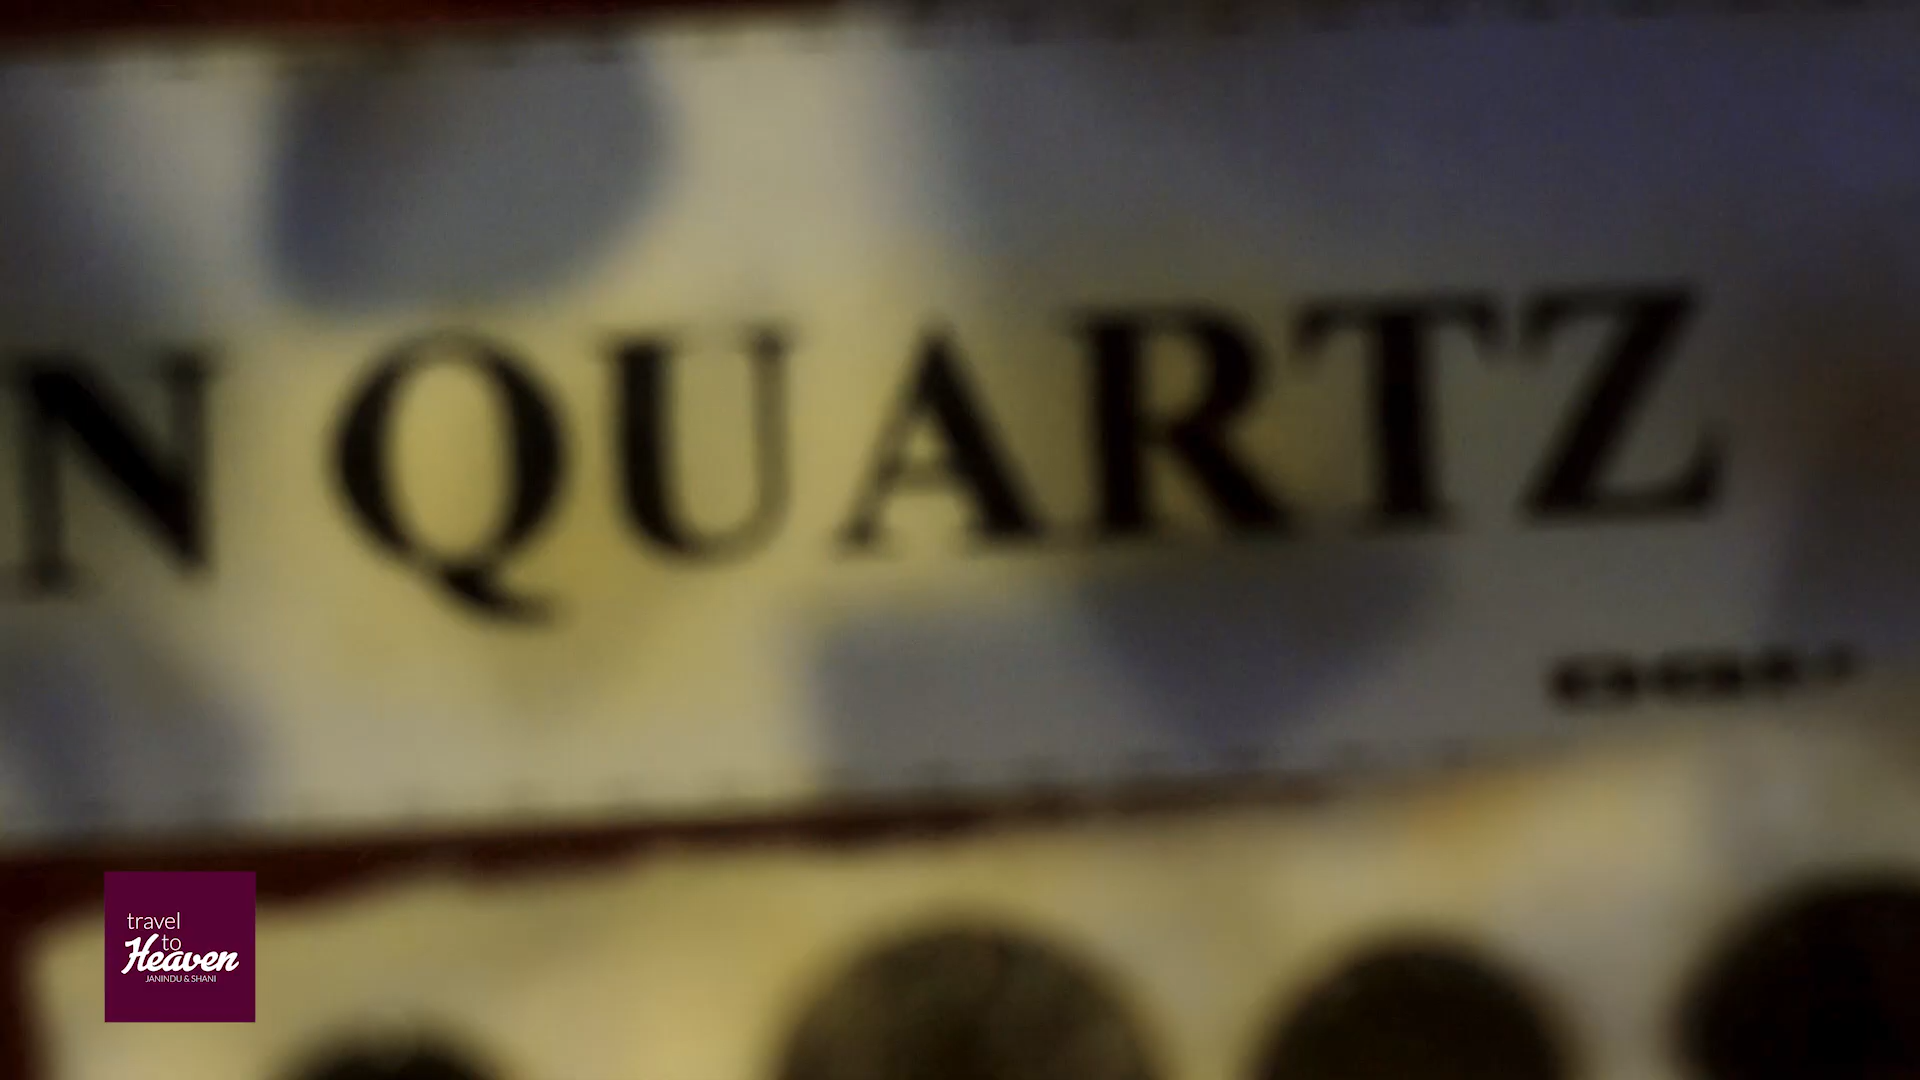 N QUARTZ
travel
to
Heaven
JANINDU & SHANI